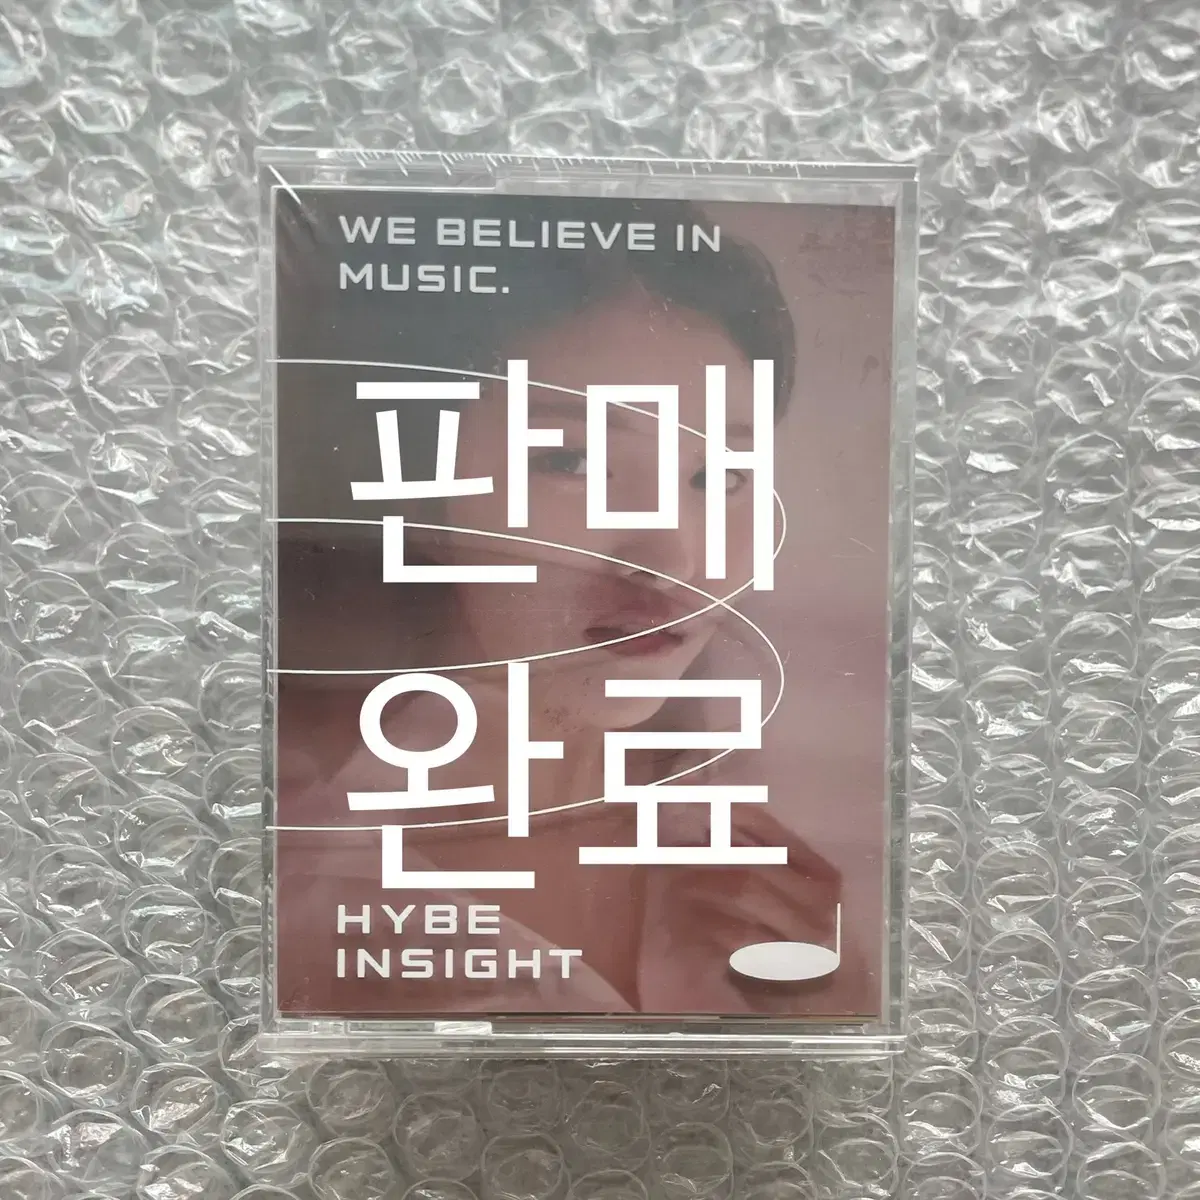 WE BELIEVE IN
MUSIC.
판매
완료
HYBE
INSIGHT